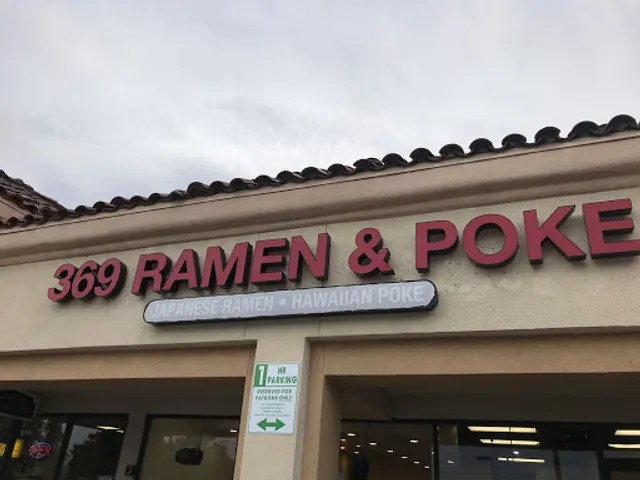 369 RAMEN & POKE
JAPANESE RAMEN • HAWAIIAN POKE
1 HR
PARKING
RESERVED FOR
PATRONS ONLY